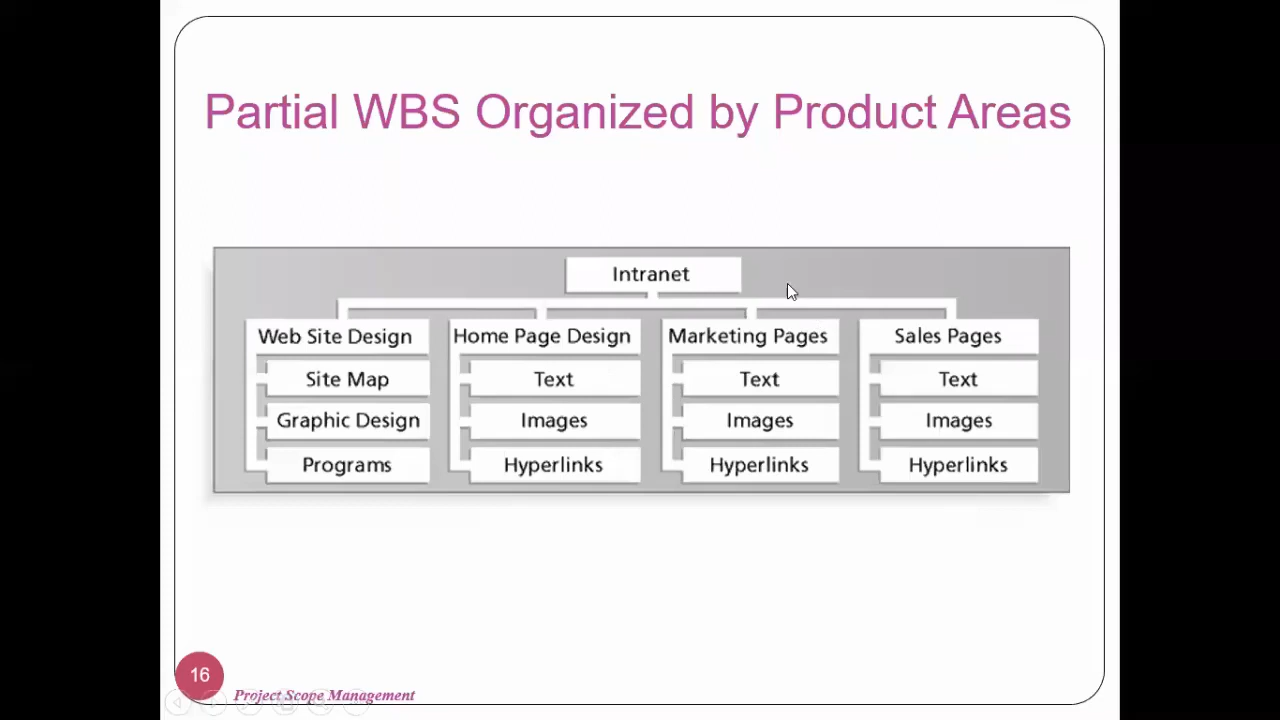 Partial WBS Organized by Product Areas
Intranet
Web Site Design
Site Map
Graphic Design
Programs
Home Page Design
Text
Images
Hyperlinks
Marketing Pages
Text
Images
Hyperlinks
Sales Pages
Text
Images
Hyperlinks
16
Project Scope Management